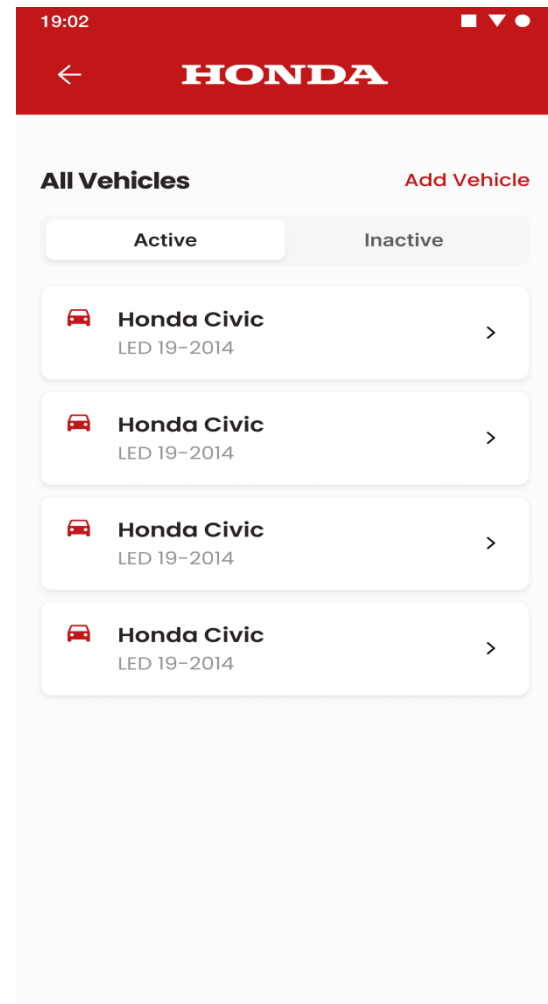 19:02
HONDA
All Vehicles
Add Vehicle
Active
Inactive
Honda Civic
LED 19-2014
Honda Civic
LED 19-2014
Honda Civic
LED 19-2014
Honda Civic
LED 19-2014